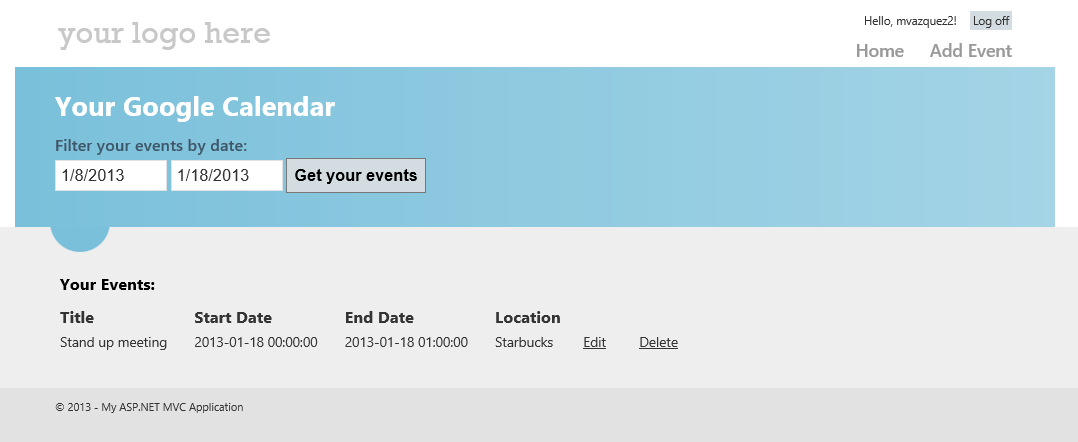 your logo here
Hello, mvazquez2! Log off
Home Add Event
Your Google Calendar
Filter your events by date:
1/8/2013 1/18/2013 Get your events
Your Events:
Title Start Date End Date Location
Stand up meeting 2013-01-18 00:00:00 2013-01-18 01:00:00 Starbucks Edit Delete
© 2013 - My ASP.NET MVC Application